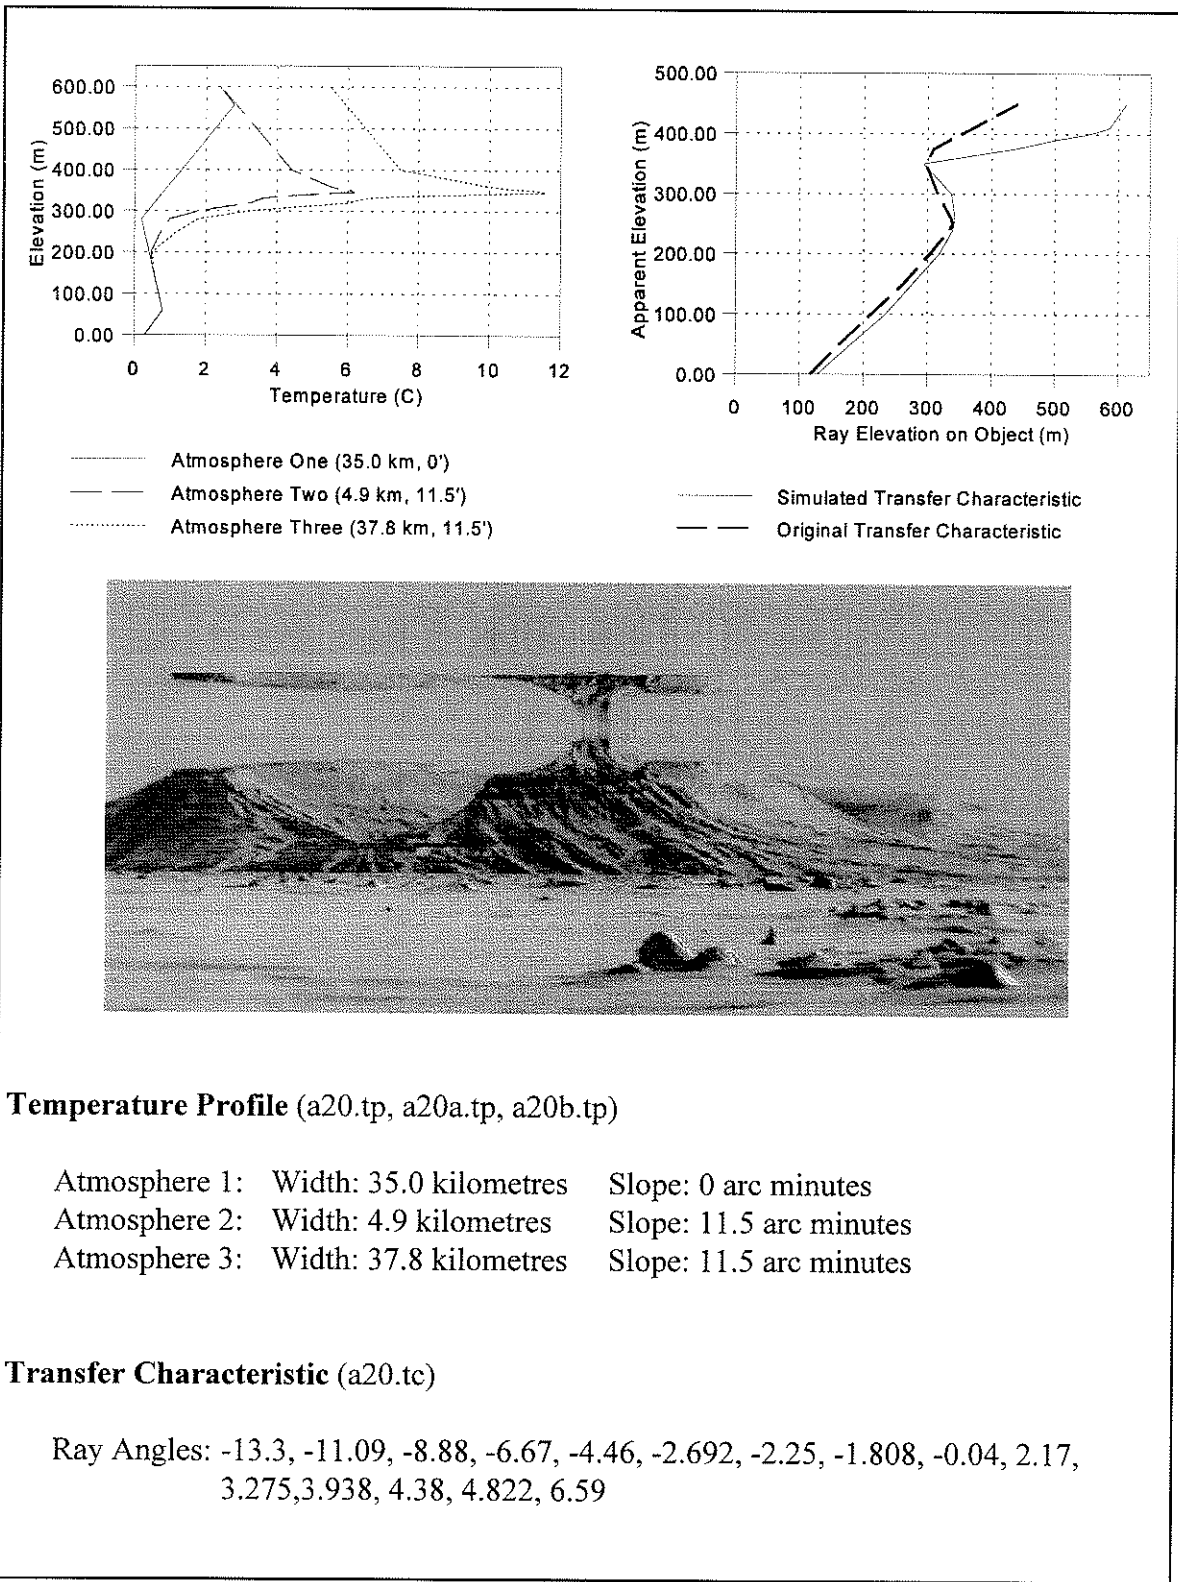 600.00
500.00
400.00
300.00
200.00
100.00
0.00
Elevation (m)
0 2 4 6 8 10 12
Temperature (C)
Atmosphere One (35.0 km, 0')
Atmosphere Two (4.9 km, 11.5')
Atmosphere Three (37.8 km, 11.5')
500.00
400.00
300.00
200.00
100.00
0.00
Apparent Elevation (m)
0 100 200 300 400 500 600
Ray Elevation on Object (m)
Simulated Transfer Characteristic
Original Transfer Characteristic
Temperature Profile (a20.tp, a20a.tp, a20b.tp)
Atmosphere 1: Width: 35.0 kilometres Slope: 0 arc minutes
Atmosphere 2: Width: 4.9 kilometres Slope: 11.5 arc minutes
Atmosphere 3: Width: 37.8 kilometres Slope: 11.5 arc minutes
Transfer Characteristic (a20.tc)
Ray Angles: -13.3, -11.09, -8.88, -6.67, -4.46, -2.692, -2.25, -1.808, -0.04, 2.17,
3.275,3.938, 4.38, 4.822, 6.59